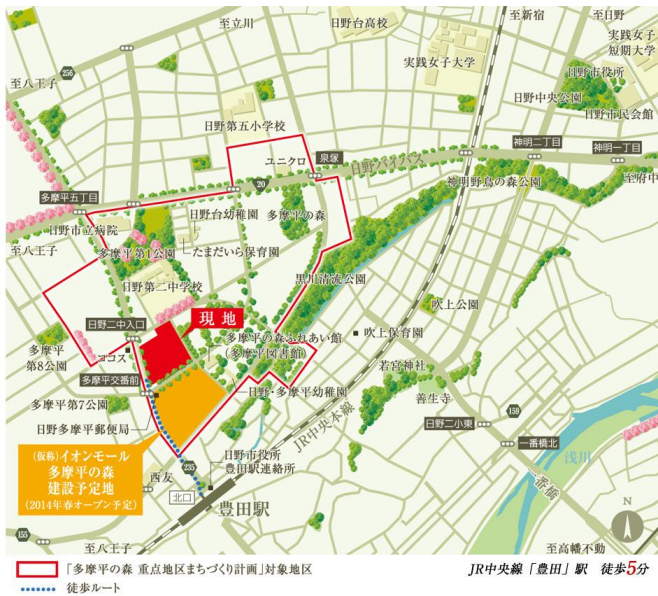 至立川
日野台高校
至新宿
至日野
実践女子
短期大学
実践女子大学
256
至八王子
日野市役所
日野中央公園
日野市民会館
日野第五小学校
ユニクロ
泉塚
日野バイパス
神明二丁目
神明一丁目
20
神明野鳥の森公園
至府中
多摩平五丁目
日野台幼稚園
多摩平の森
日野市立病院
至八王子
多摩平第1公園
たまだいら保育園
黒川清流公園
日野第二中学校
吹上公園
現地
日野二中入口
多摩平の森ふれあい館
(多摩平図書館)
吹上保育園
多摩平
第8公園
ココス
若宮神社
多摩平交番前
日野・多摩平幼稚園
善生寺
多摩平第7公園
159
日野二小東
日野多摩平郵便局
JR中央本線
一番橋北
浅川
(仮称)イオンモール
多摩平の森
建設予定地
(2014年春オープン予定)
西友
235
日野市役所
豊田駅連絡所
一番橋
北口
豊田駅
N
155
至八王子
至高幡不動
「多摩平の森 重点地区まちづくり計画」対象地区
JR中央線「豊田」駅 徒歩5分
徒歩ルート